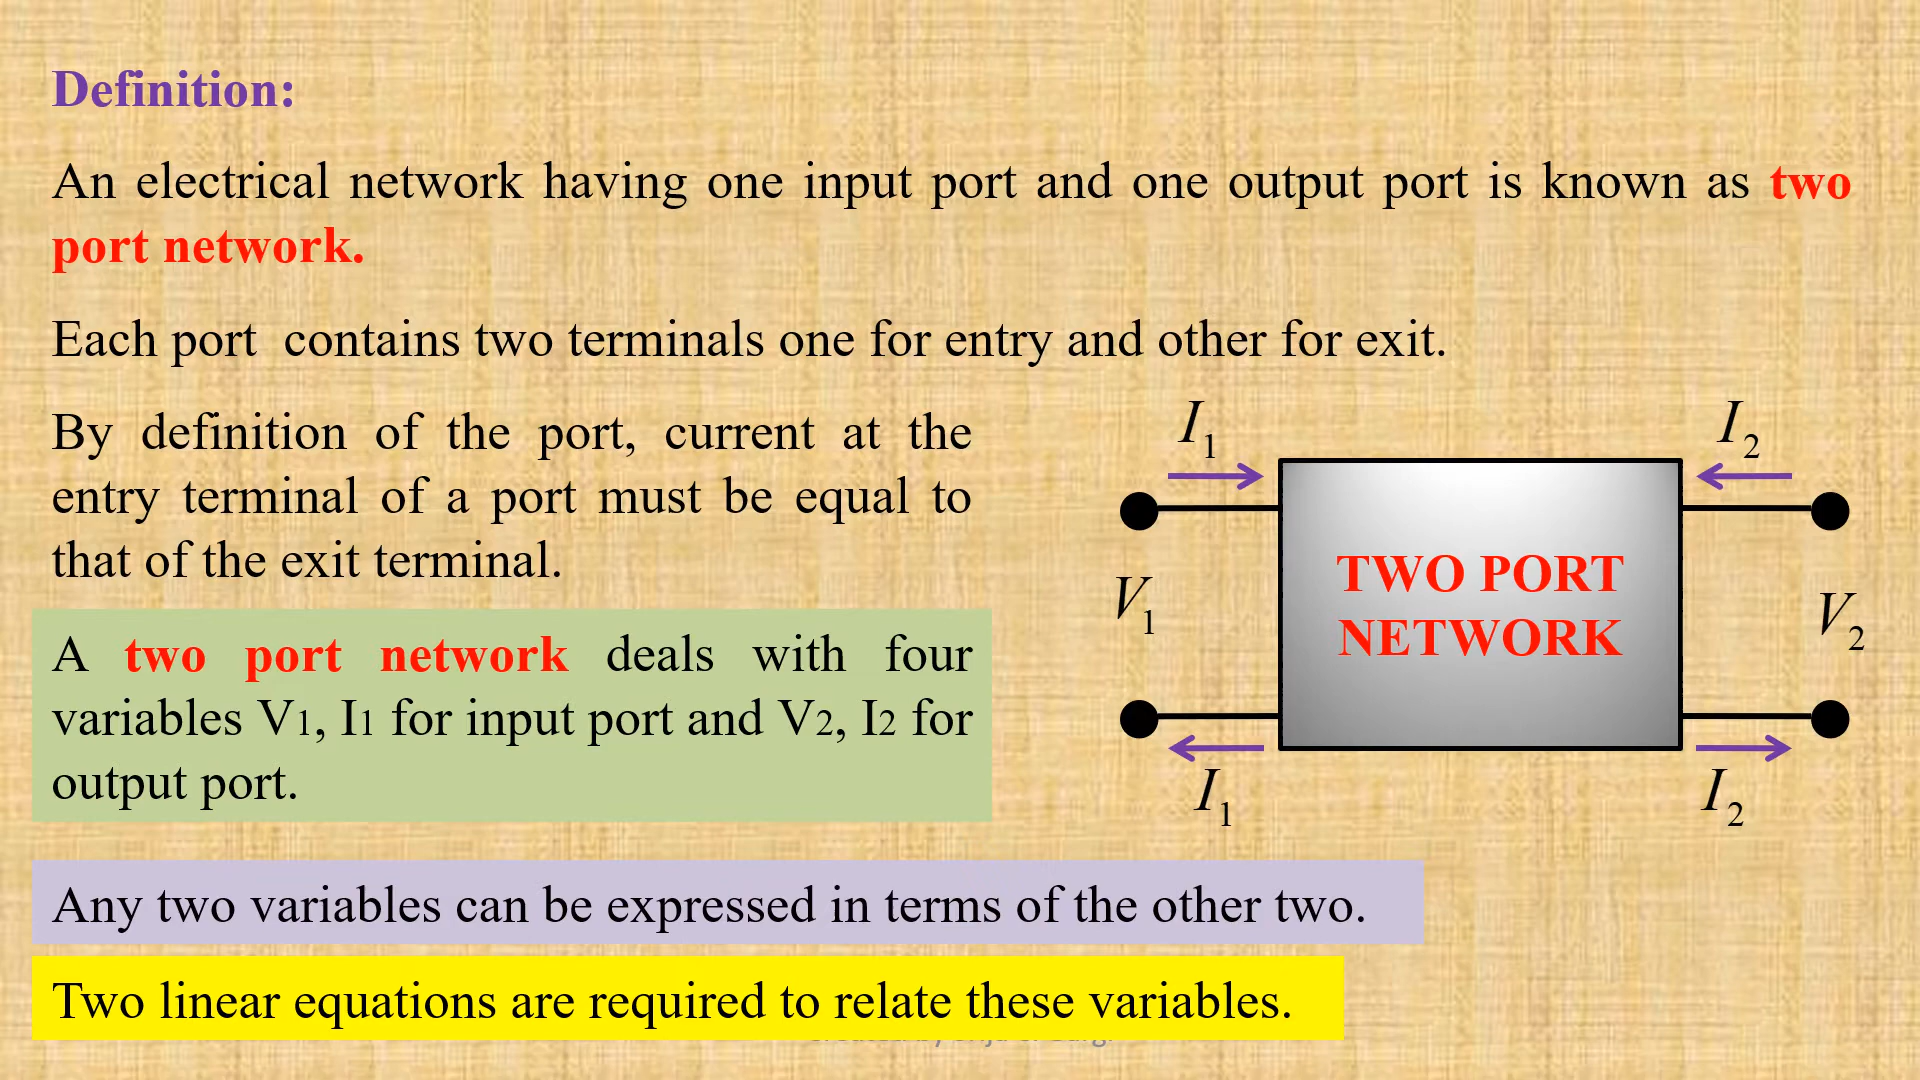 Definition:
An electrical network having one input port and one output port is known as two
port network.
Each port contains two terminals one for entry and other for exit.
By definition of the port, current at the
entry terminal of a port must be equal to
that of the exit terminal.
A two port network deals with four
variables V1, I1 for input port and V2, I2 for
output port.
I1
I2
TWO PORT
NETWORK
V1
V2
I1
I2
Any two variables can be expressed in terms of the other two.
Two linear equations are required to relate these variables.